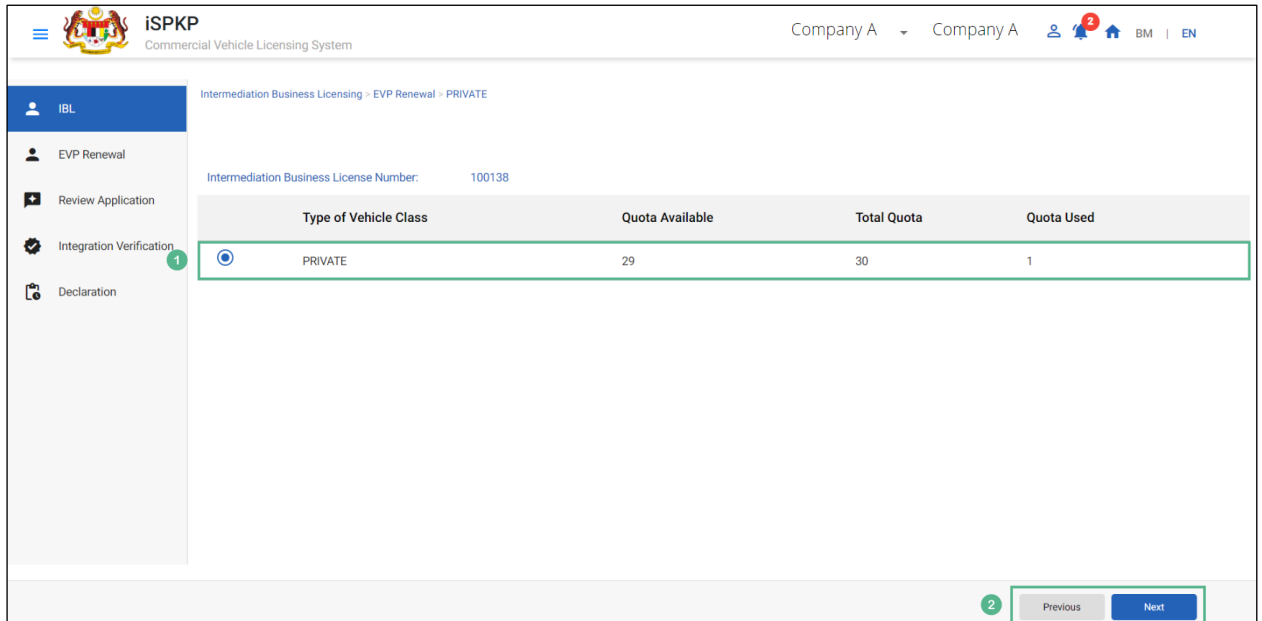 iSPKP
Commercial Vehicle Licensing System
Company A Company A 2 BM | EN
IBL
EVP Renewal
Review Application
Integration Verification
Declaration
Intermediation Business Licensing > EVP Renewal > PRIVATE
Intermediation Business License Number: 100138
Type of Vehicle Class Quota Available Total Quota Quota Used
1 PRIVATE 29 30 1
2 Previous Next